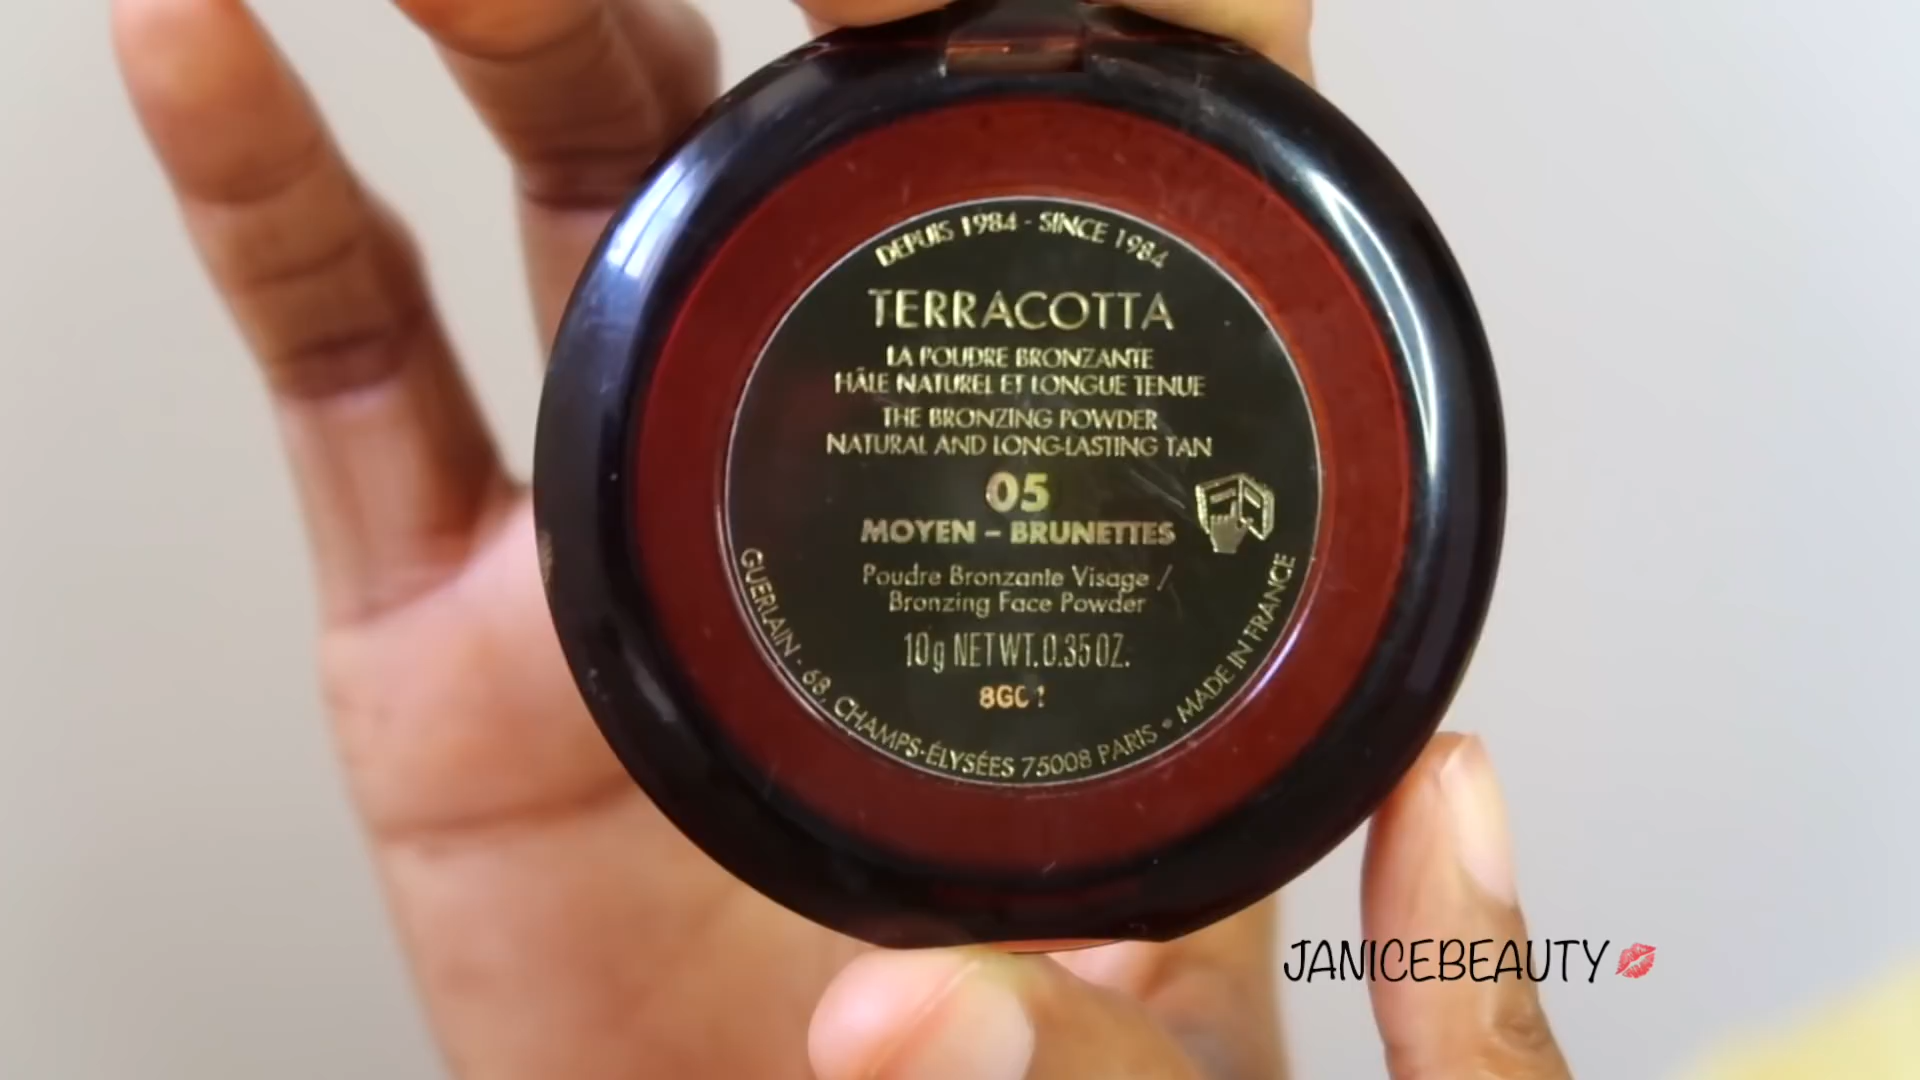 DEPUIS 1984 - SINCE 1984
TERRACOTTA
LA POUDRE BRONZANTE
HÂLE NATUREL ET LONGUE TENUE
THE BRONZING POWDER
NATURAL AND LONG-LASTING TAN
05
MOYEN – BRUNETTES
Poudre Bronzante Visage /
Bronzing Face Powder
10g NET WT. 0.35 OZ.
GUERLAIN - 68, CHAMPS-ÉLYSÉES 75008 PARIS • MADE IN FRANCE
JANICEBEAUTY💋